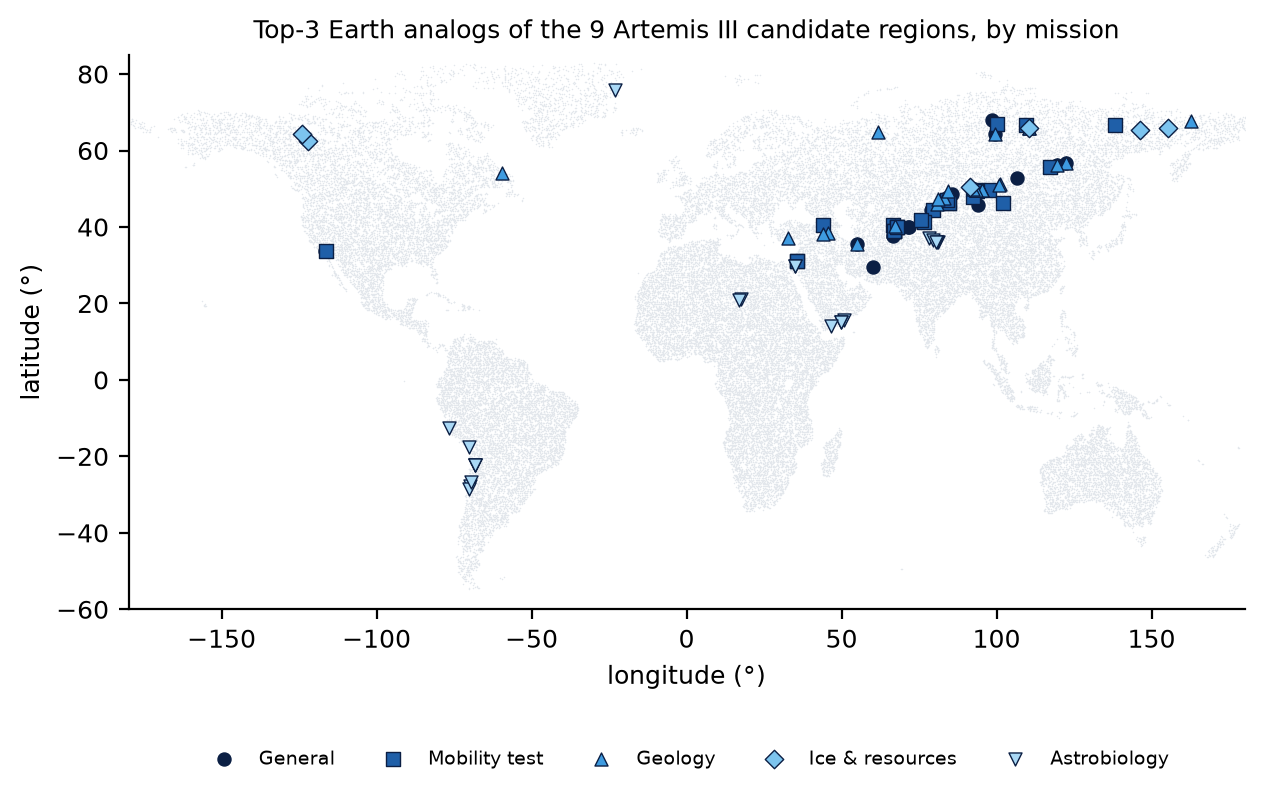 Top-3 Earth analogs of the 9 Artemis III candidate regions, by mission
80
60
40
20
0
−20
−40
−60
latitude (°)
−150 −100 −50 0 50 100 150
longitude (°)
General Mobility test Geology Ice & resources Astrobiology